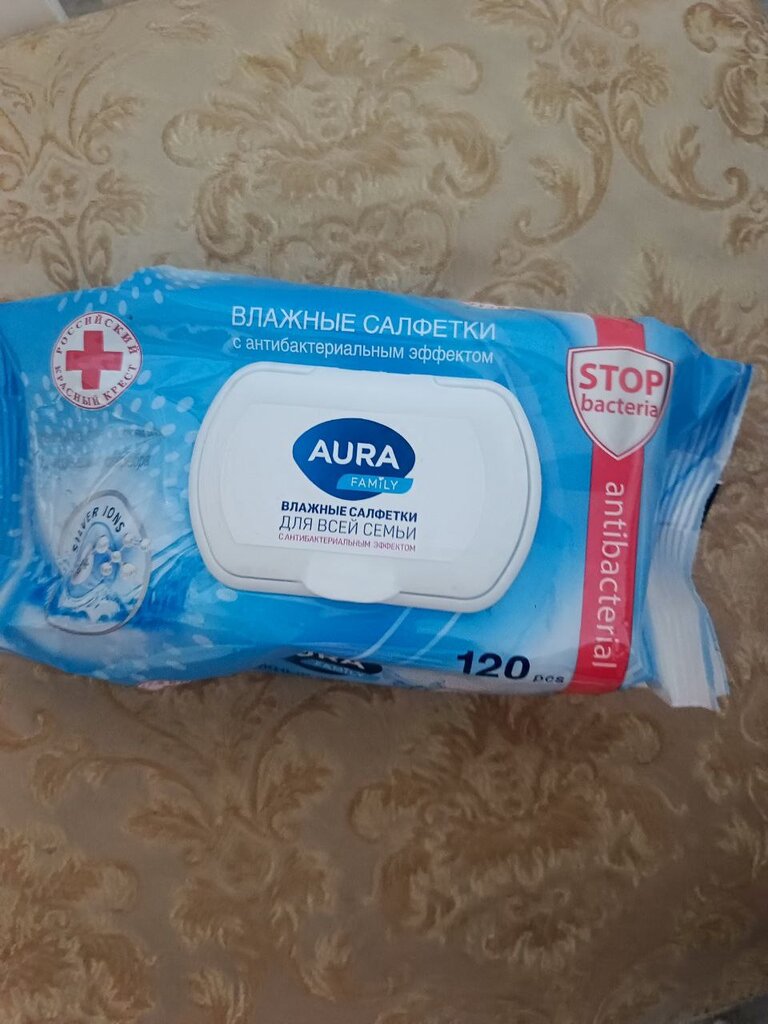 ВЛАЖНЫЕ САЛФЕТКИ
с антибактериальным эффектом
РОССИЙСКИЙ
КРАСНЫЙ КРЕСТ
STOP
bacteria
antibacterial
SILVER IONS
AURA
FAMILY
ВЛАЖНЫЕ САЛФЕТКИ
ДЛЯ ВСЕЙ СЕМЬИ
С АНТИБАКТЕРИАЛЬНЫМ ЭФФЕКТОМ
120 pcs